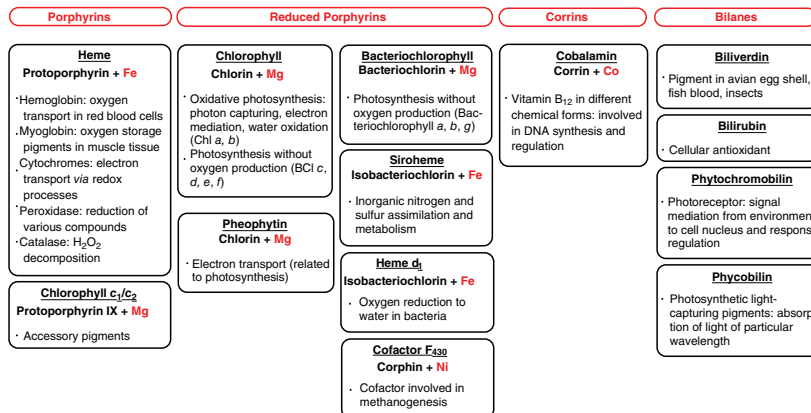 Porphyrins
Reduced Porphyrins
Corrins
Bilanes
Heme
Protoporphyrin + Fe
· Hemoglobin: oxygen
transport in red blood cells
· Myoglobin: oxygen storage
pigments in muscle tissue
· Cytochromes: electron
transport via redox
processes
· Peroxidase: reduction of
various compounds
· Catalase: H₂O₂
decomposition
Chlorophyll c₁/c₂
Protoporphyrin IX + Mg
· Accessory pigments
Chlorophyll
Chlorin + Mg
· Oxidative photosynthesis:
photon capturing, electron
mediation, water oxidation
(Chl a, b)
· Photosynthesis without
oxygen production (BCl c,
d, e, f)
Pheophytin
Chlorin + Mg
· Electron transport (related
to photosynthesis)
Bacteriochlorophyll
Bacteriochlorin + Mg
· Photosynthesis without
oxygen production (Bac-
teriochlorophyll a, b, g)
Siroheme
Isobacteriochlorin + Fe
· Inorganic nitrogen and
sulfur assimilation and
metabolism
Heme d₁
Isobacteriochlorin + Fe
· Oxygen reduction to
water in bacteria
Cofactor F₄₃₀
Corphin + Ni
· Cofactor involved in
methanogenesis
Cobalamin
Corrin + Co
· Vitamin B₁₂ in different
chemical forms: involved
in DNA synthesis and
regulation
Biliverdin
· Pigment in avian egg shell,
fish blood, insects
Bilirubin
· Cellular antioxidant
Phytochromobilin
· Photoreceptor: signal
mediation from environmen
to cell nucleus and respons
regulation
Phycobilin
· Photosynthetic light-
capturing pigments: absorp
tion of light of particular
wavelength